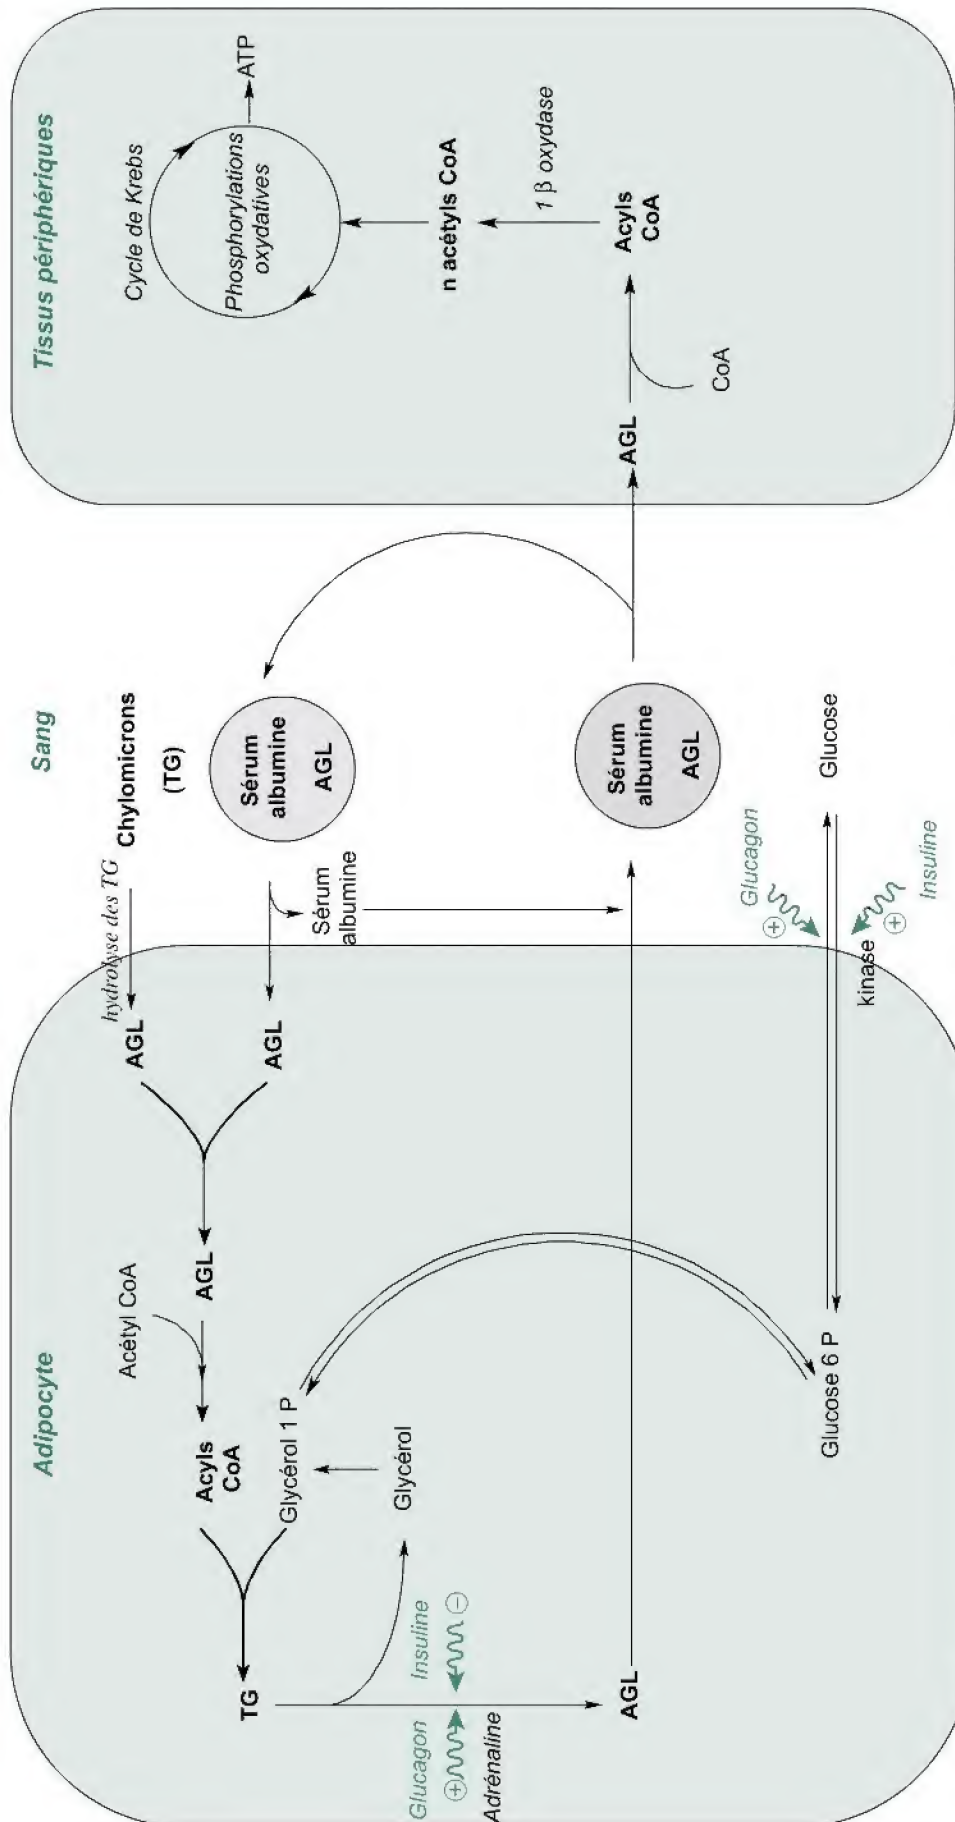 Adipocyte
Sang
Tissus périphériques
hydrolyse des TG
Chylomicrons
(TG)
AGL
AGL
Sérum
albumine
AGL
Sérum
albumine
Acétyl CoA
AGL
Acyls
CoA
Glycérol 1 P
Glycérol
TG
Glucagon
Insuline
+
−
Adrénaline
AGL
Sérum
albumine
AGL
Glucose 6 P
kinase
Glucagon
+
+
Insuline
Glucose
AGL
CoA
Acyls
CoA
1 β oxydase
n acétyls CoA
Cycle de Krebs
Phosphorylations
oxydatives
ATP